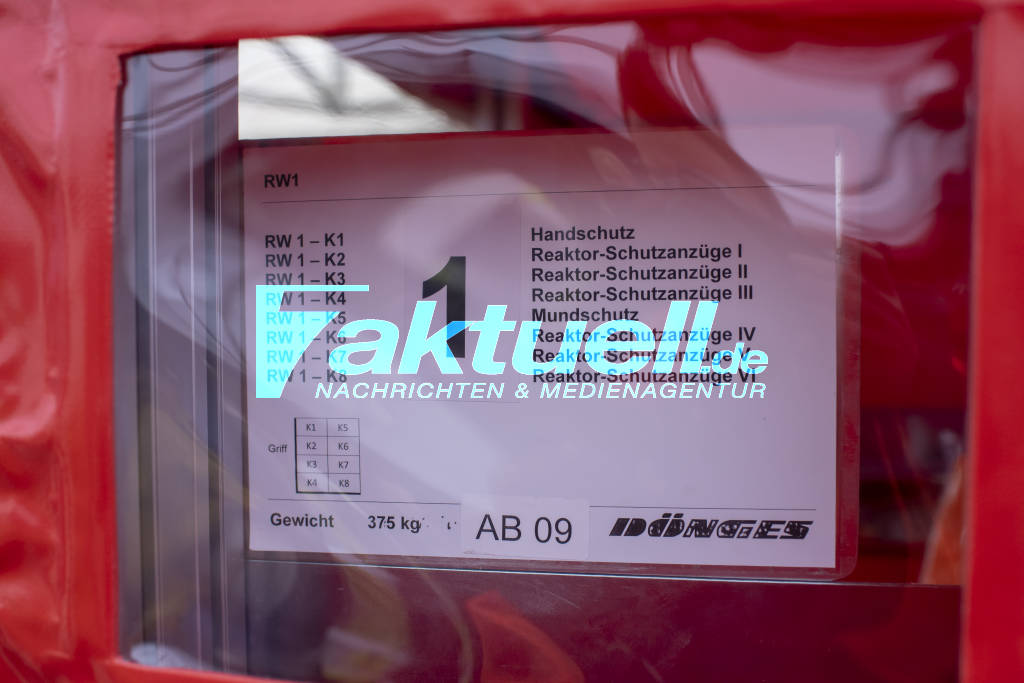 RW1
RW 1 – K1 Handschutz
RW 1 – K2 Reaktor-Schutzanzüge I
RW 1 – K3 Reaktor-Schutzanzüge II
RW 1 – K4 Reaktor-Schutzanzüge III
RW 1 – K5 Mundschutz
RW 1 – K6 Reaktor-Schutzanzüge IV
RW 1 – K7 Reaktor-Schutzanzüge V
RW 1 – K8 Reaktor-Schutzanzüge VI
1
7aktuell.de
NACHRICHTEN & MEDIENAGENTUR
K1 K5
K2 K6
Griff
K3 K7
K4 K8
Gewicht 375 kg
AB 09
DÖNGES